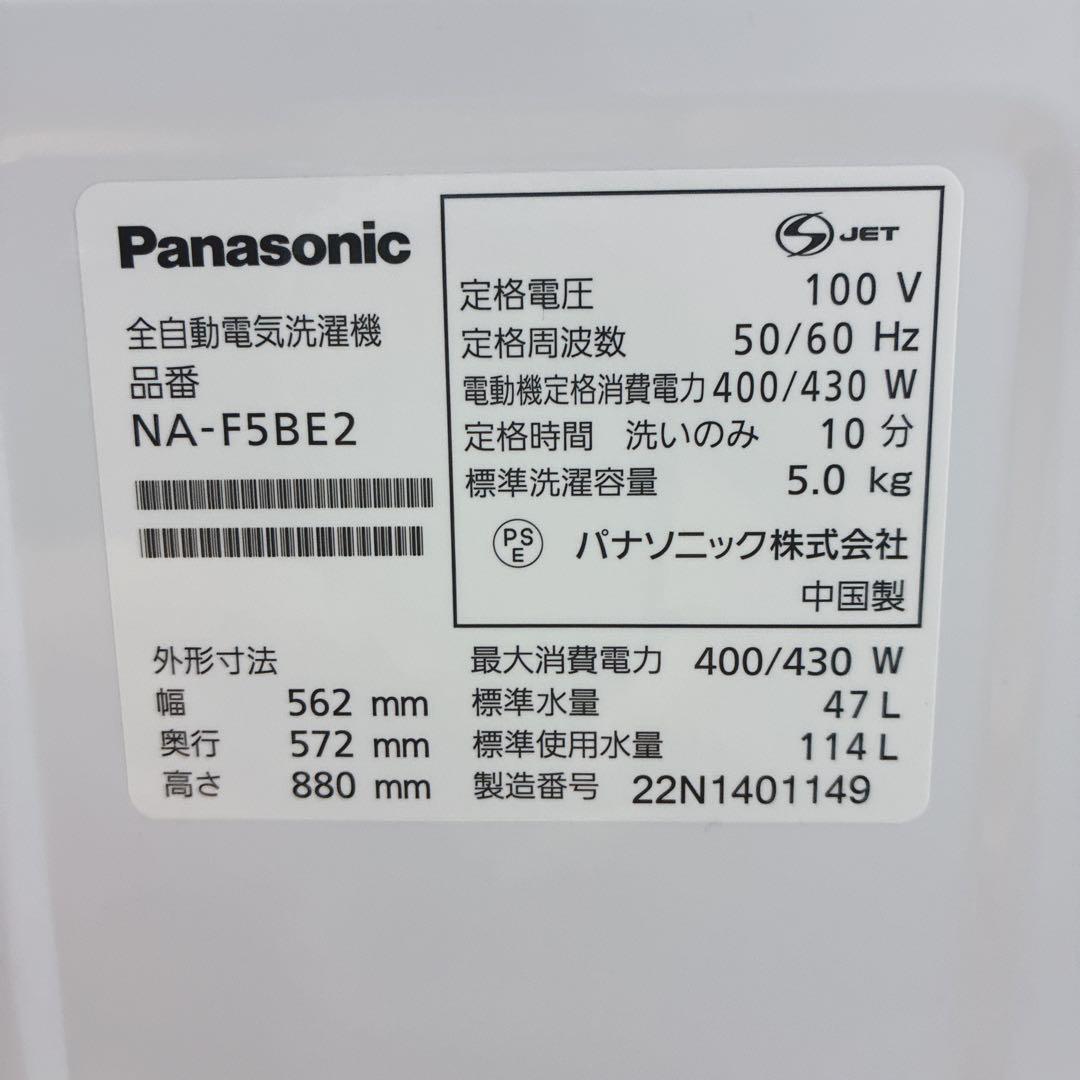 Panasonic
全自動電気洗濯機
品番
NA-F5BE2
S JET
定格電圧 100 V
定格周波数 50/60 Hz
電動機定格消費電力 400/430 W
定格時間 洗いのみ 10 分
標準洗濯容量 5.0 kg
PS E パナソニック株式会社
中国製
外形寸法
幅 562 mm
奥行 572 mm
高さ 880 mm
最大消費電力 400/430 W
標準水量 47 L
標準使用水量 114 L
製造番号 22N1401149